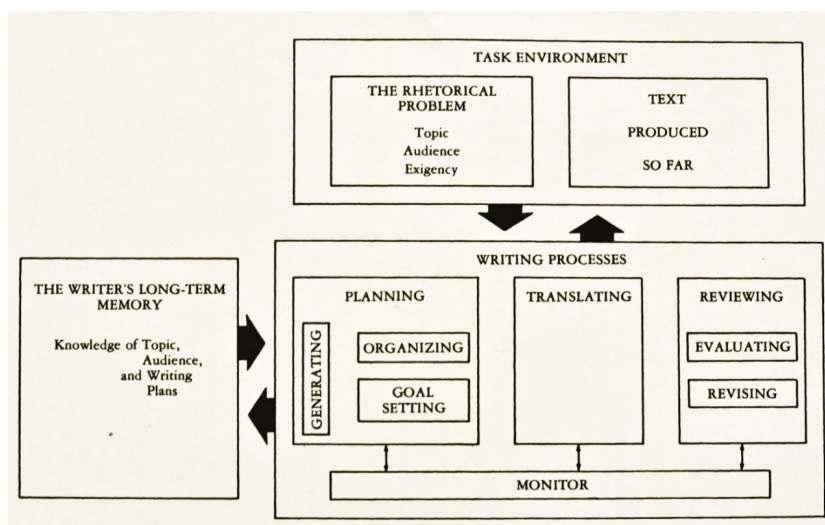 TASK ENVIRONMENT
THE RHETORICAL
PROBLEM
Topic
Audience
Exigency
TEXT
PRODUCED
SO FAR
THE WRITER'S LONG-TERM
MEMORY
Knowledge of Topic,
Audience,
and Writing
Plans
WRITING PROCESSES
PLANNING
GENERATING
ORGANIZING
GOAL
SETTING
TRANSLATING
REVIEWING
EVALUATING
REVISING
MONITOR